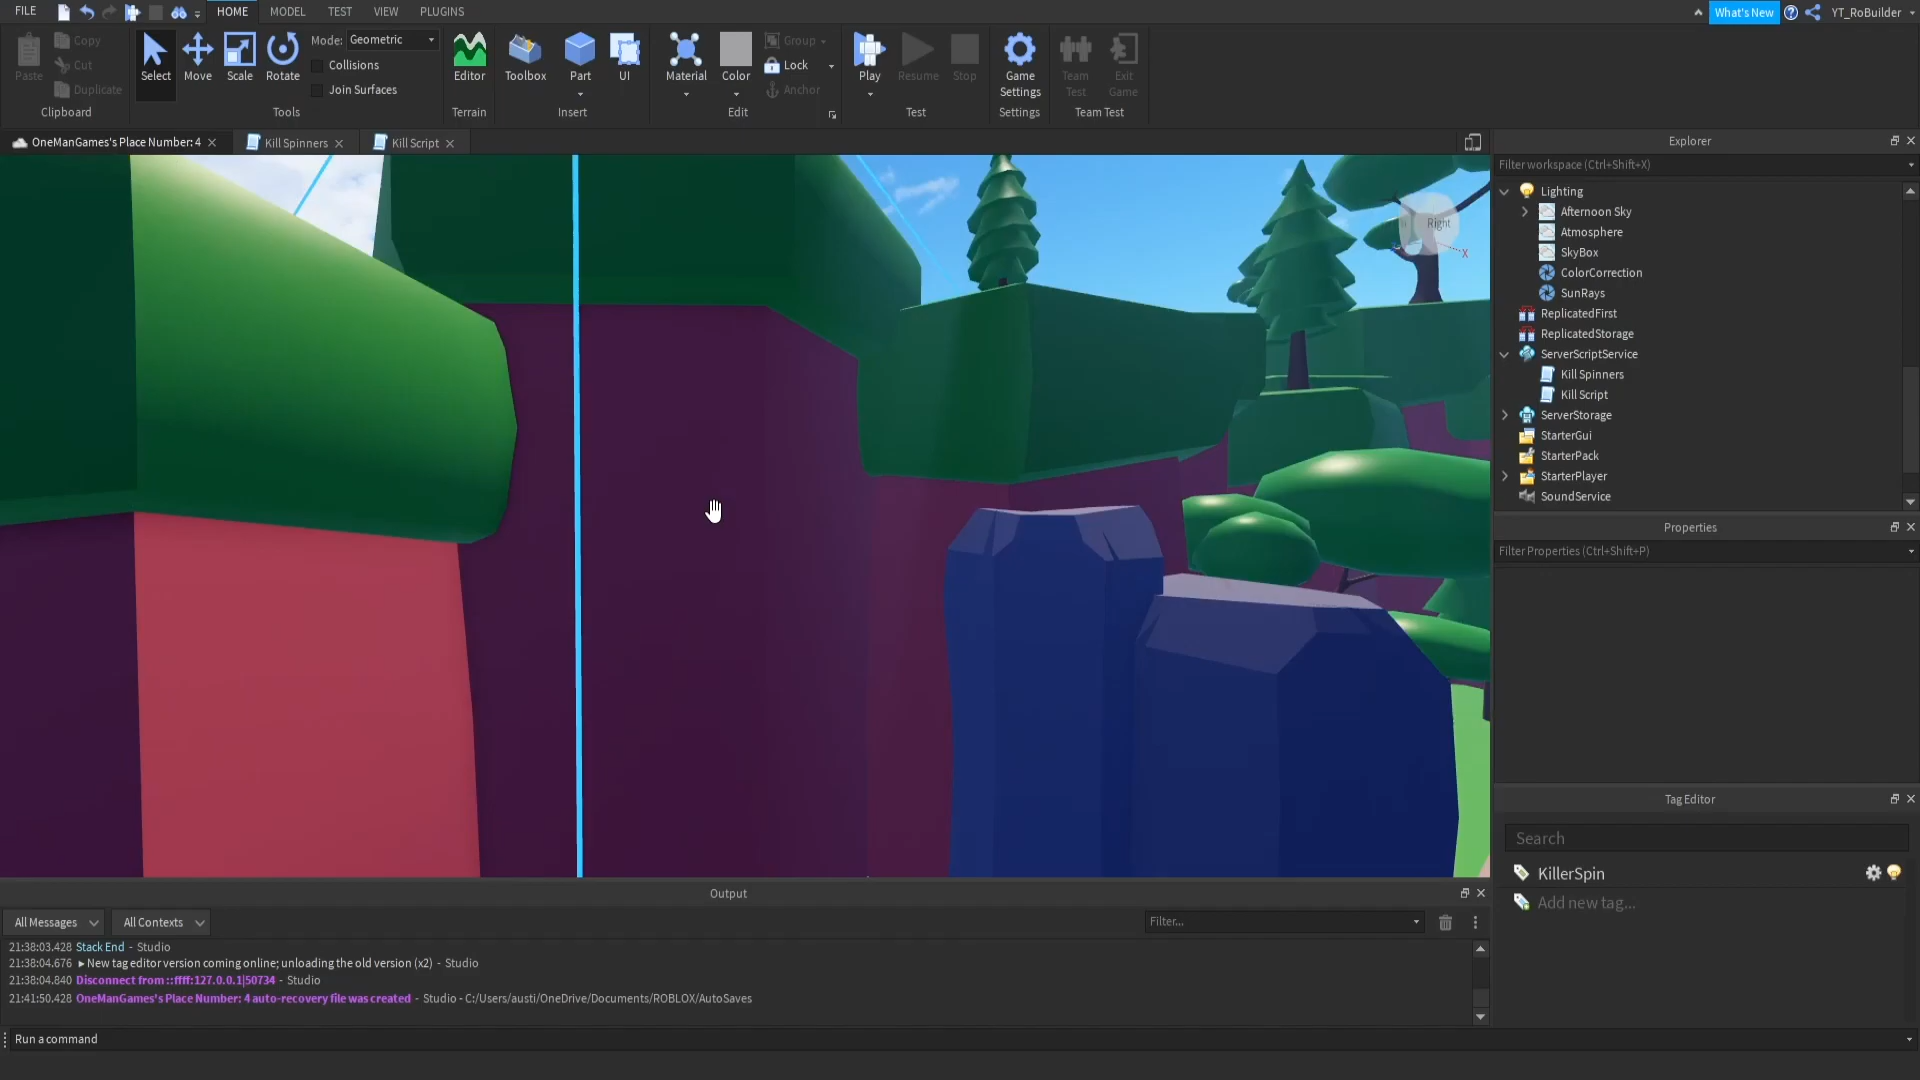 FILE
HOME
MODEL
TEST
VIEW
PLUGINS
What's New
YT_RoBuilder
Paste
Copy
Cut
Duplicate
Clipboard
Select
Move
Scale
Rotate
Mode: Geometric
Collisions
Join Surfaces
Tools
Editor
Terrain
Toolbox
Part
UI
Insert
Material
Color
Group
Lock
Anchor
Edit
Play
Resume
Stop
Test
Game
Settings
Settings
Team
Test
Exit
Game
Team Test
OneManGames's Place Number: 4
Kill Spinners
Kill Script
Right
X
Explorer
Filter workspace (Ctrl+Shift+X)
Lighting
Afternoon Sky
Atmosphere
SkyBox
ColorCorrection
SunRays
ReplicatedFirst
ReplicatedStorage
ServerScriptService
Kill Spinners
Kill Script
ServerStorage
StarterGui
StarterPack
StarterPlayer
SoundService
Properties
Filter Properties (Ctrl+Shift+P)
Tag Editor
Search
KillerSpin
Add new tag...
Output
All Messages
All Contexts
Filter...
21:38:03.428 Stack End - Studio
21:38:04.676 ▸ New tag editor version coming online; unloading the old version (x2) - Studio
21:38:04.840 Disconnect from ::ffff:127.0.0.1|50734 - Studio
21:41:50.428 OneManGames's Place Number: 4 auto-recovery file was created - Studio - C:/Users/austi/OneDrive/Documents/ROBLOX/AutoSaves
Run a command